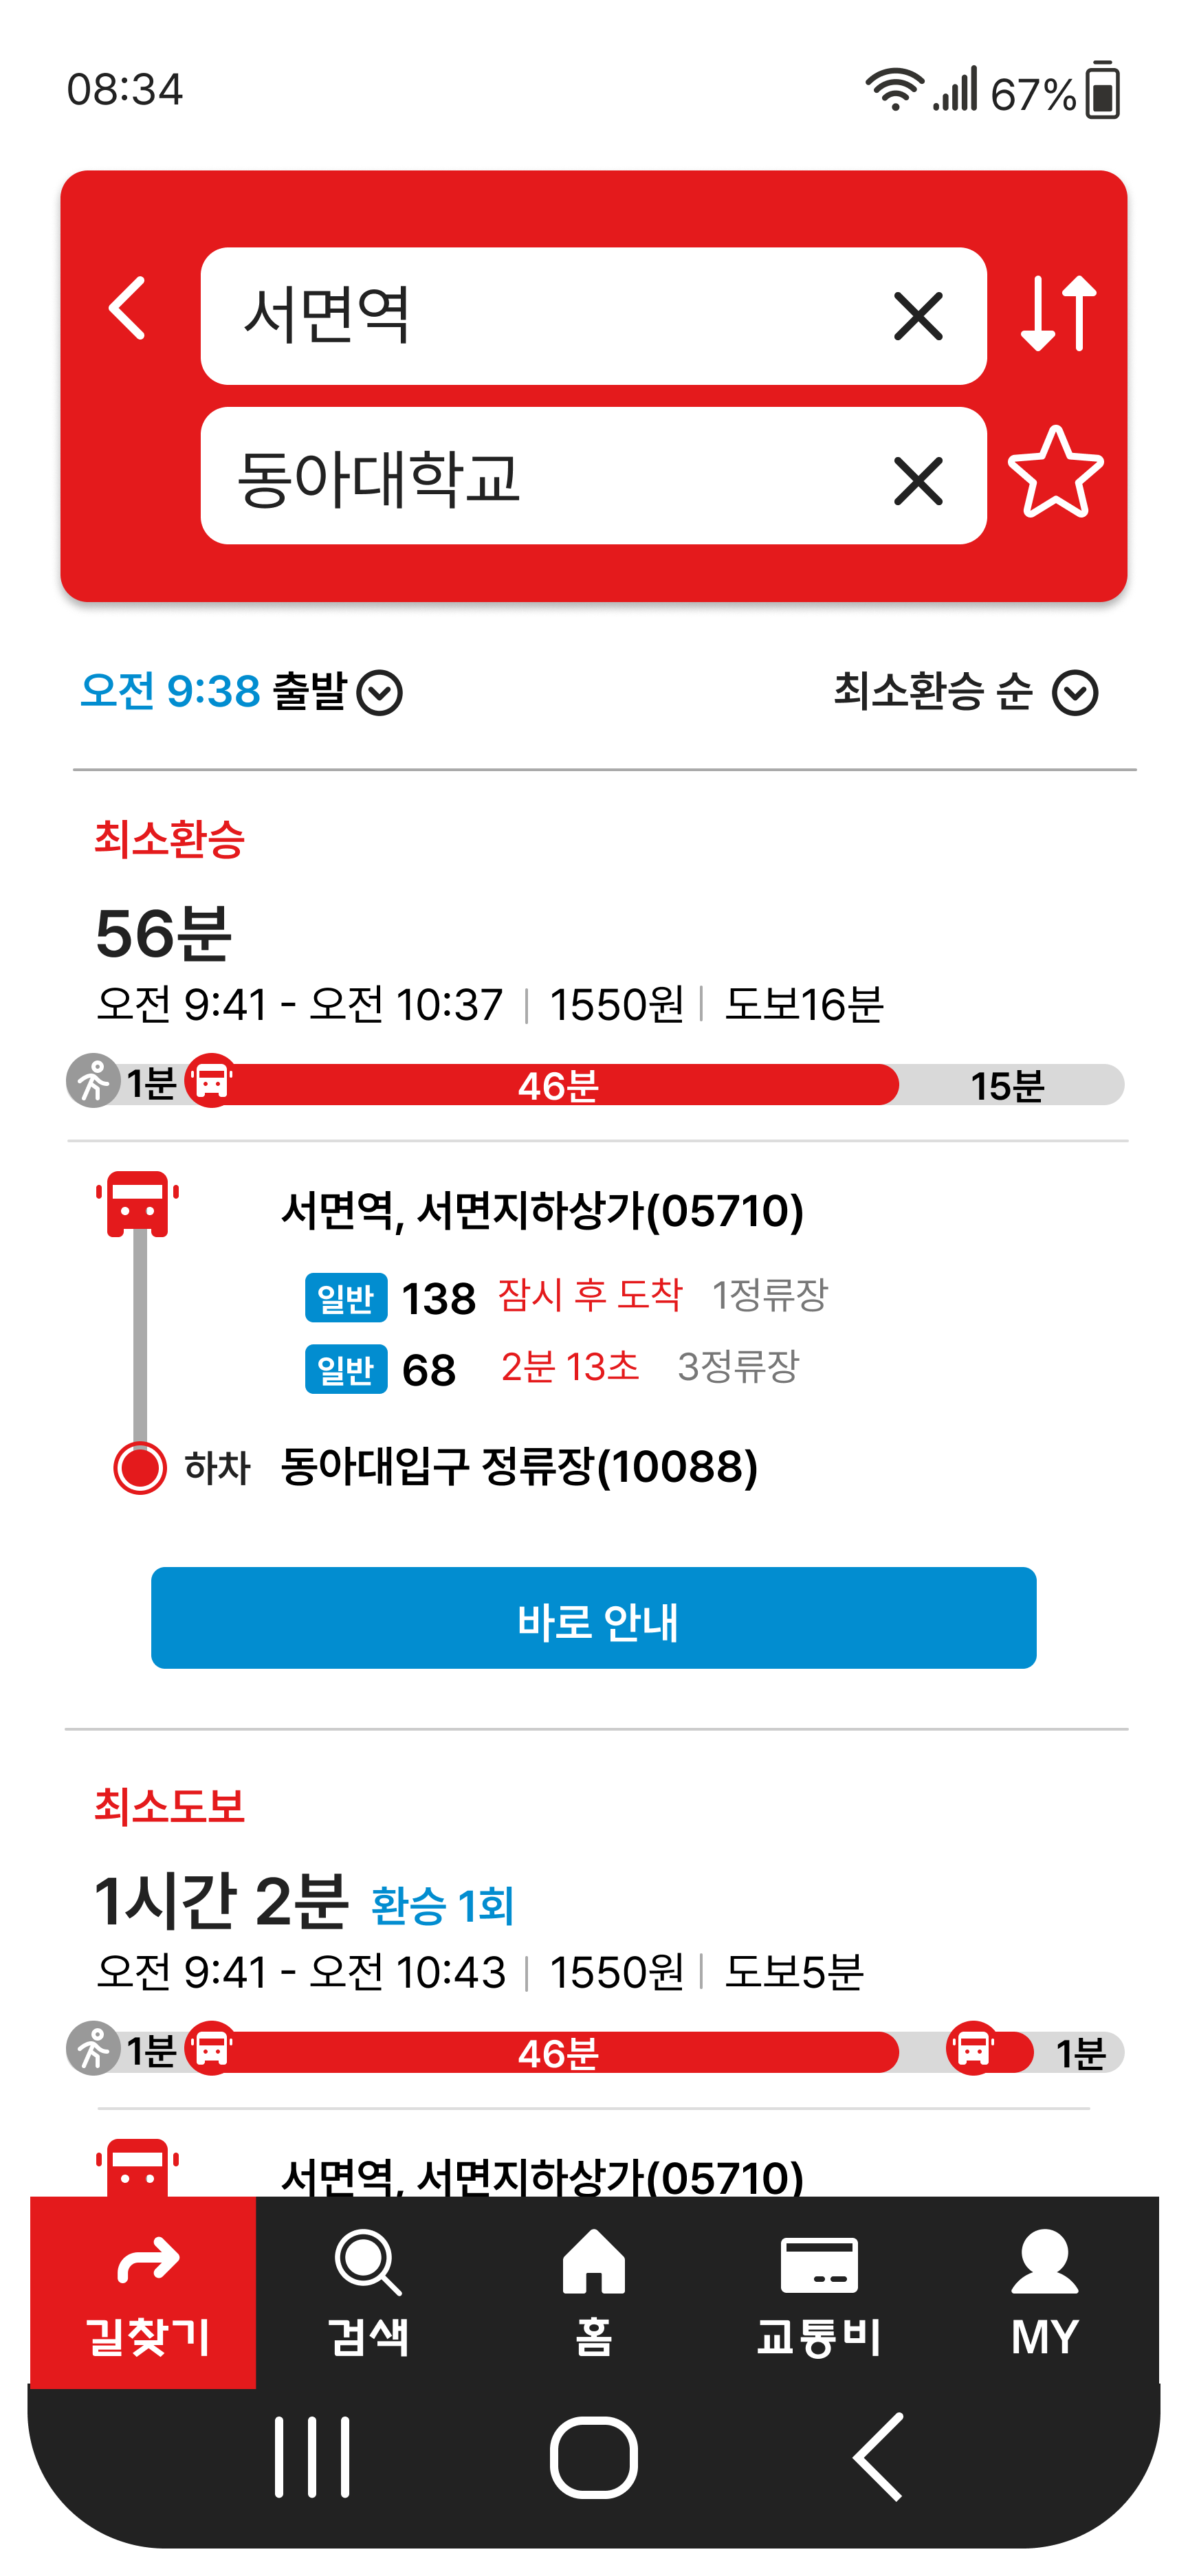 08:34 67%
서면역
동아대학교
오전 9:38 출발 최소환승 순
최소환승
56분
오전 9:41 - 오전 10:37 | 1550원 | 도보16분
1분 46분 15분
서면역, 서면지하상가(05710)
일반 138 잠시 후 도착 1정류장
일반 68 2분 13초 3정류장
하차 동아대입구 정류장(10088)
바로 안내
최소도보
1시간 2분 환승 1회
오전 9:41 - 오전 10:43 | 1550원 | 도보5분
1분 46분 1분
서면역, 서면지하상가(05710)
길찾기 검색 홈 교통비 MY